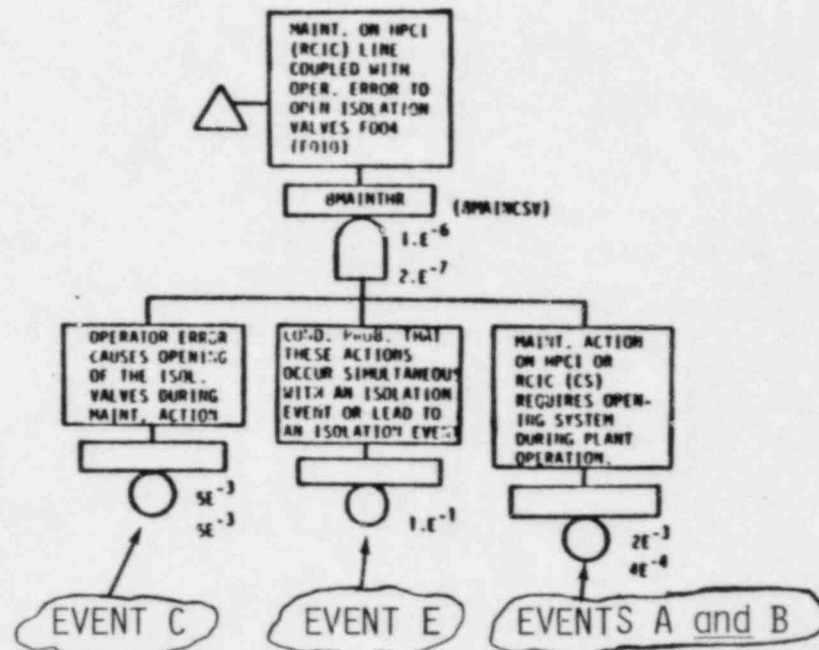 MAINT. ON HPCI
(RCIC) LINE
COUPLED WITH
OPER. ERROR TO
OPEN ISOLATION
VALVES F004
(F010)
8MAINTHR
(8MAINCSV)
1.E-6
2.E-7
OPERATOR ERROR
CAUSES OPENING
OF THE ISOL.
VALVES DURING
MAINT. ACTION
5E-3
5E-3
COND. PROB. THAT
THESE ACTIONS
OCCUR SIMULTANEOUS
WITH AN ISOLATION
EVENT OR LEAD TO
AN ISOLATION EVENT
1.E-1
MAINT. ACTION
ON HPCI OR
RCIC (CS)
REQUIRES OPEN-
ING SYSTEM
DURING PLANT
OPERATION.
2E-3
4E-4
EVENT C
EVENT E
EVENTS A and B